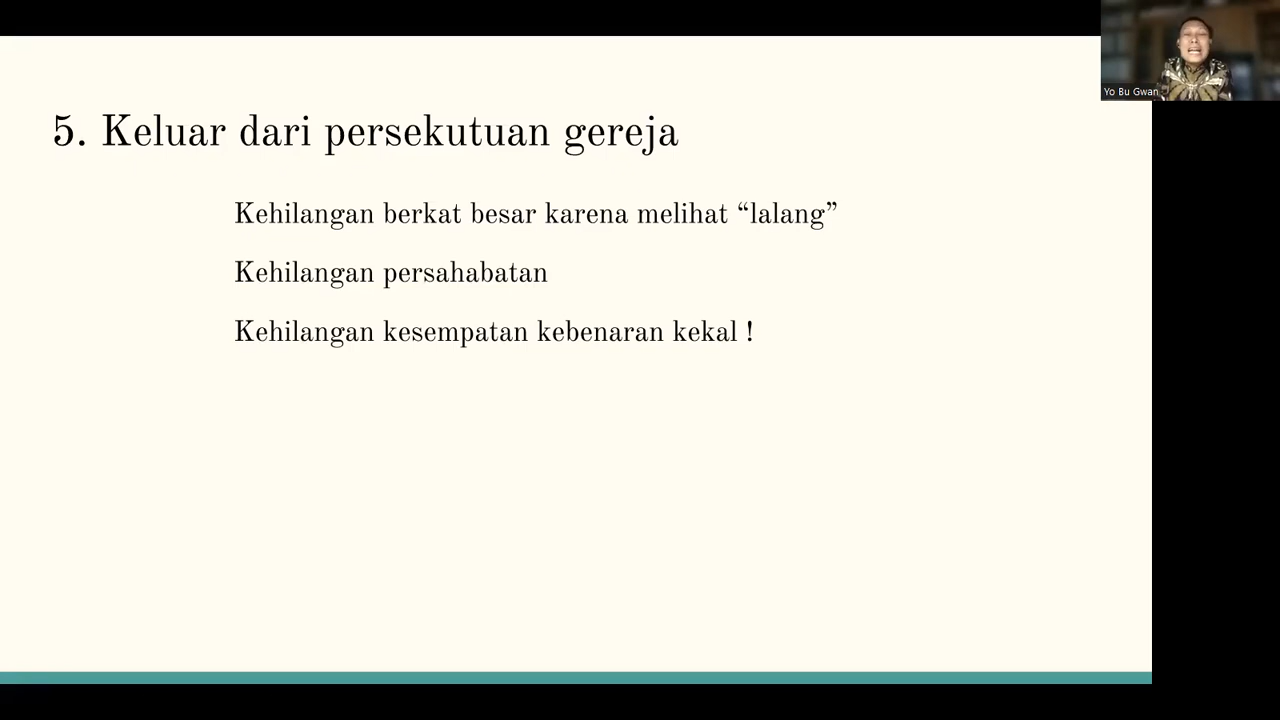 Yo Bu Gwan
5. Keluar dari persekutuan gereja
Kehilangan berkat besar karena melihat “lalang”
Kehilangan persahabatan
Kehilangan kesempatan kebenaran kekal !